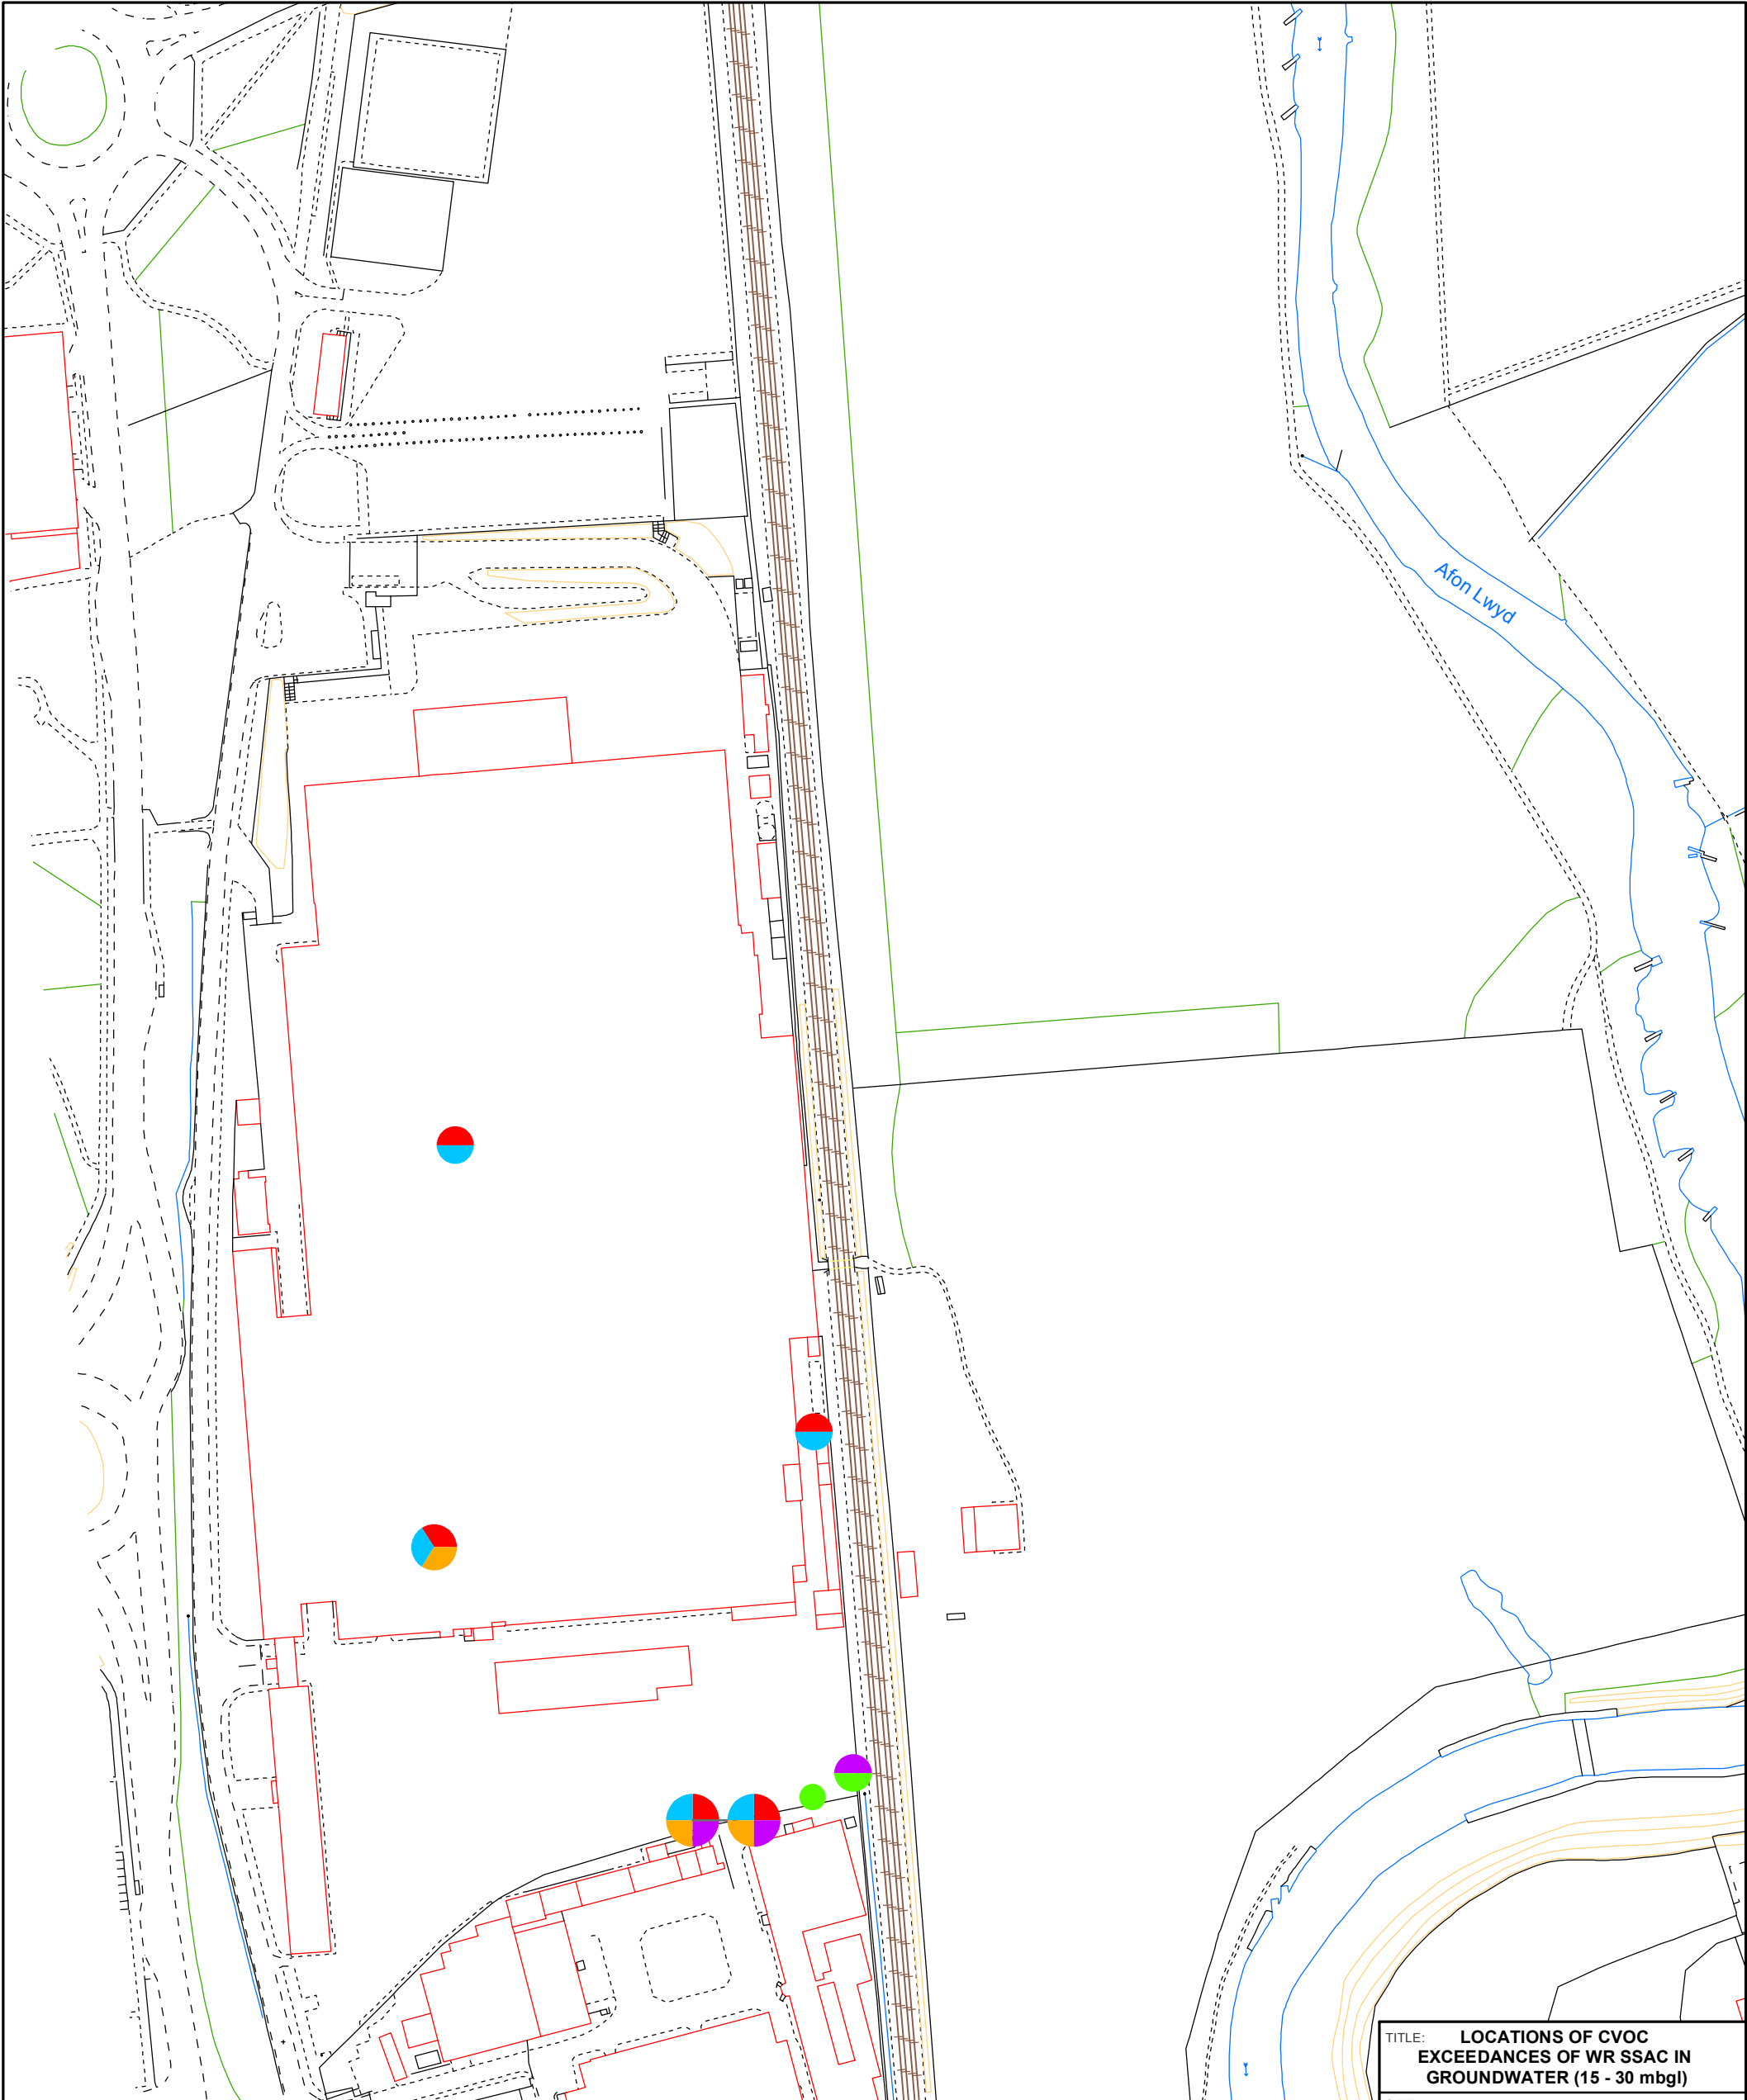 Afon Lwyd
TITLE: LOCATIONS OF CVOC
EXCEEDANCES OF WR SSAC IN
GROUNDWATER (15 - 30 mbgl)